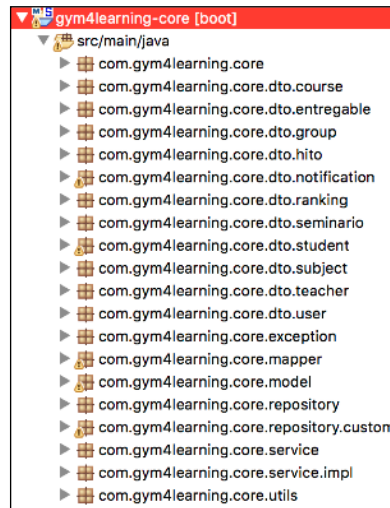 gym4learning-core [boot]
src/main/java
com.gym4learning.core
com.gym4learning.core.dto.course
com.gym4learning.core.dto.entregable
com.gym4learning.core.dto.group
com.gym4learning.core.dto.hito
com.gym4learning.core.dto.notification
com.gym4learning.core.dto.ranking
com.gym4learning.core.dto.seminario
com.gym4learning.core.dto.student
com.gym4learning.core.dto.subject
com.gym4learning.core.dto.teacher
com.gym4learning.core.dto.user
com.gym4learning.core.exception
com.gym4learning.core.mapper
com.gym4learning.core.model
com.gym4learning.core.repository
com.gym4learning.core.repository.custom
com.gym4learning.core.service
com.gym4learning.core.service.impl
com.gym4learning.core.utils